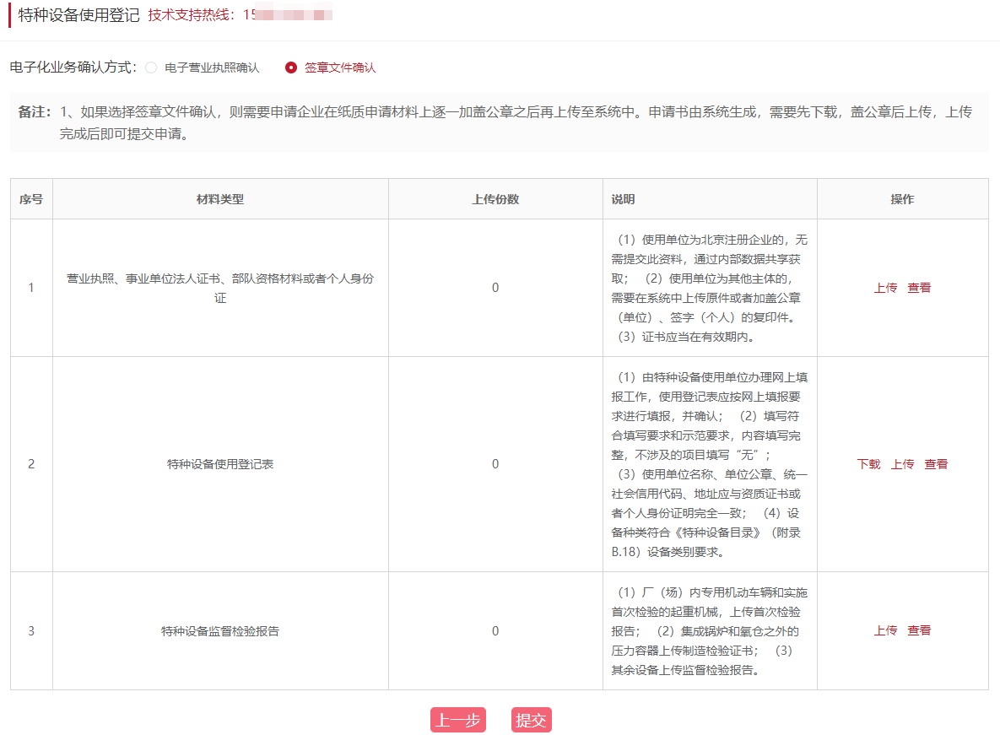 特种设备使用登记 技术支持热线：15
电子化业务确认方式： 电子营业执照确认 签章文件确认
备注： 1、如果选择签章文件确认，则需要申请企业在纸质申请材料上逐一加盖公章之后再上传至系统中。申请书由系统生成，需要先下载，盖公章后上传，上传
完成后即可提交申请。
序号 材料类型 上传份数 说明 操作
1
营业执照、事业单位法人证书、部队资格材料或者个人身份
证
0
（1）使用单位为北京注册企业的，无
需提交此资料，通过内部数据共享获
取； （2）使用单位为其他主体的，
需要在系统中上传原件或者加盖公章
（单位）、签字（个人）的复印件。
（3）证书应当在有效期内。
上传 查看
2
特种设备使用登记表
0
（1）由特种设备使用单位办理网上填
报工作，使用登记表应按网上填报要
求进行填报，并确认； （2）填写符
合填写要求和示范要求，内容填写完
整，不涉及的项目填写“无”；
（3）使用单位名称、单位公章、统一
社会信用代码、地址应与资质证书或
者个人身份证明完全一致； （4）设
备种类符合《特种设备目录》（附录
B.18）设备类别要求。
下载 上传 查看
3
特种设备监督检验报告
0
（1）厂（场）内专用机动车辆和实施
首次检验的起重机械，上传首次检验
报告； （2）集成锅炉和氧仓之外的
压力容器上传制造检验证书； （3）
其余设备上传监督检验报告。
上传 查看
上一步 提交